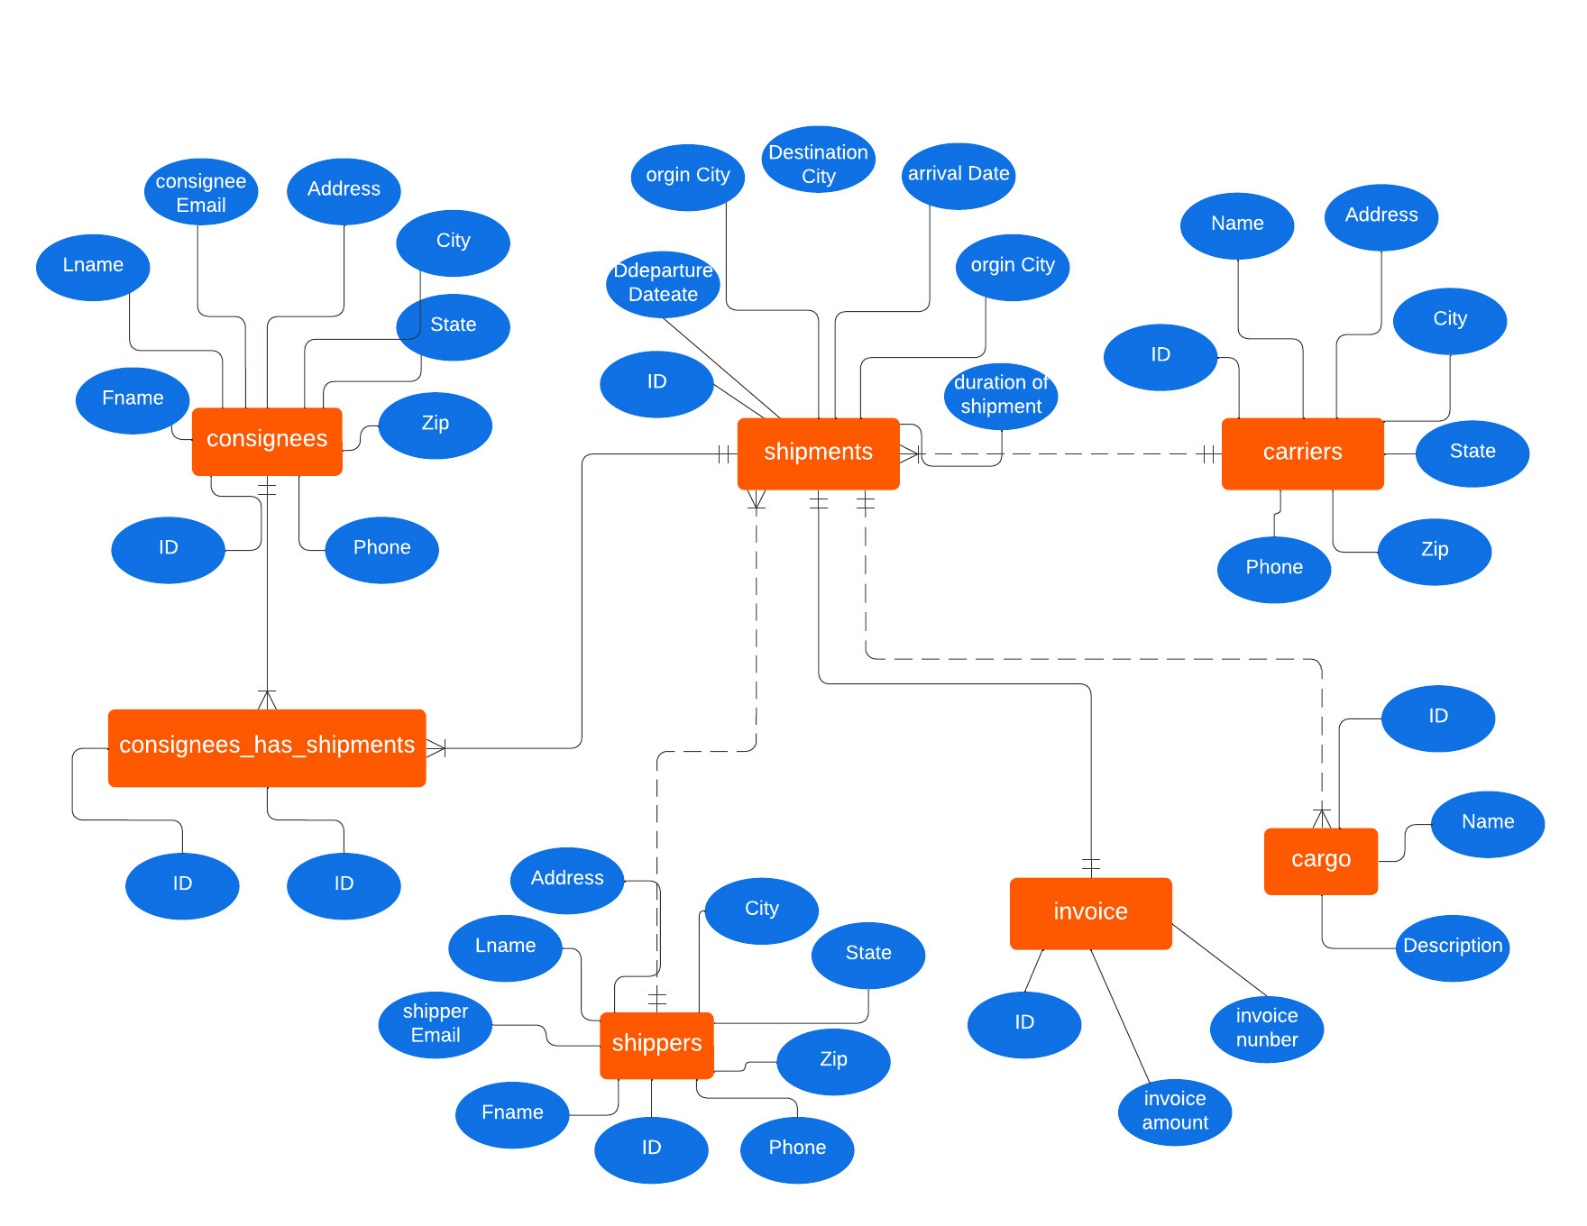 Destination
City
orgin City
arrival Date
consignee
Email
Address
Name
Address
City
Lname
Ddeparture
Dateate
orgin City
State
City
ID
ID
duration of
shipment
Fname
Zip
consignees
shipments
carriers
State
ID
Phone
Phone
Zip
ID
consignees_has_shipments
Name
cargo
ID
ID
Address
City
invoice
Lname
State
Description
shipper
Email
ID
invoice
nunber
shippers
Zip
Fname
invoice
amount
ID
Phone